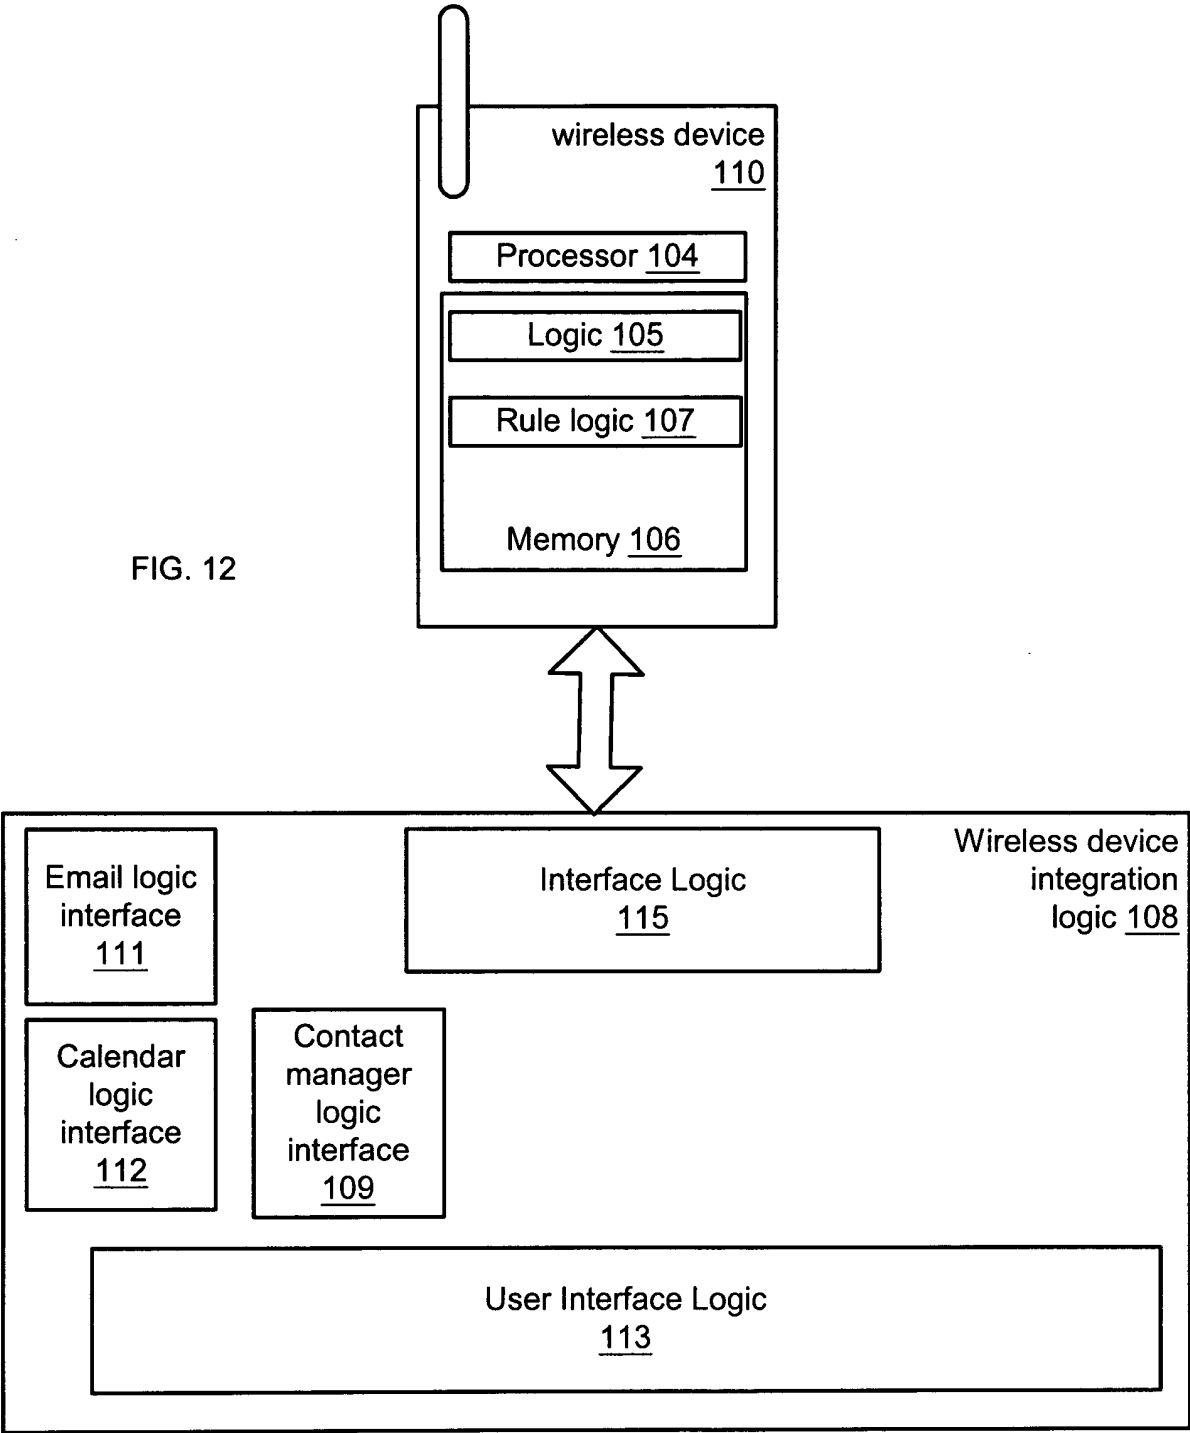 wireless device
110
Processor 104
Logic 105
Rule logic 107
Memory 106
FIG. 12
Email logic
interface
111
Interface Logic
115
Wireless device
integration
logic 108
Calendar
logic
interface
112
Contact
manager
logic
interface
109
User Interface Logic
113